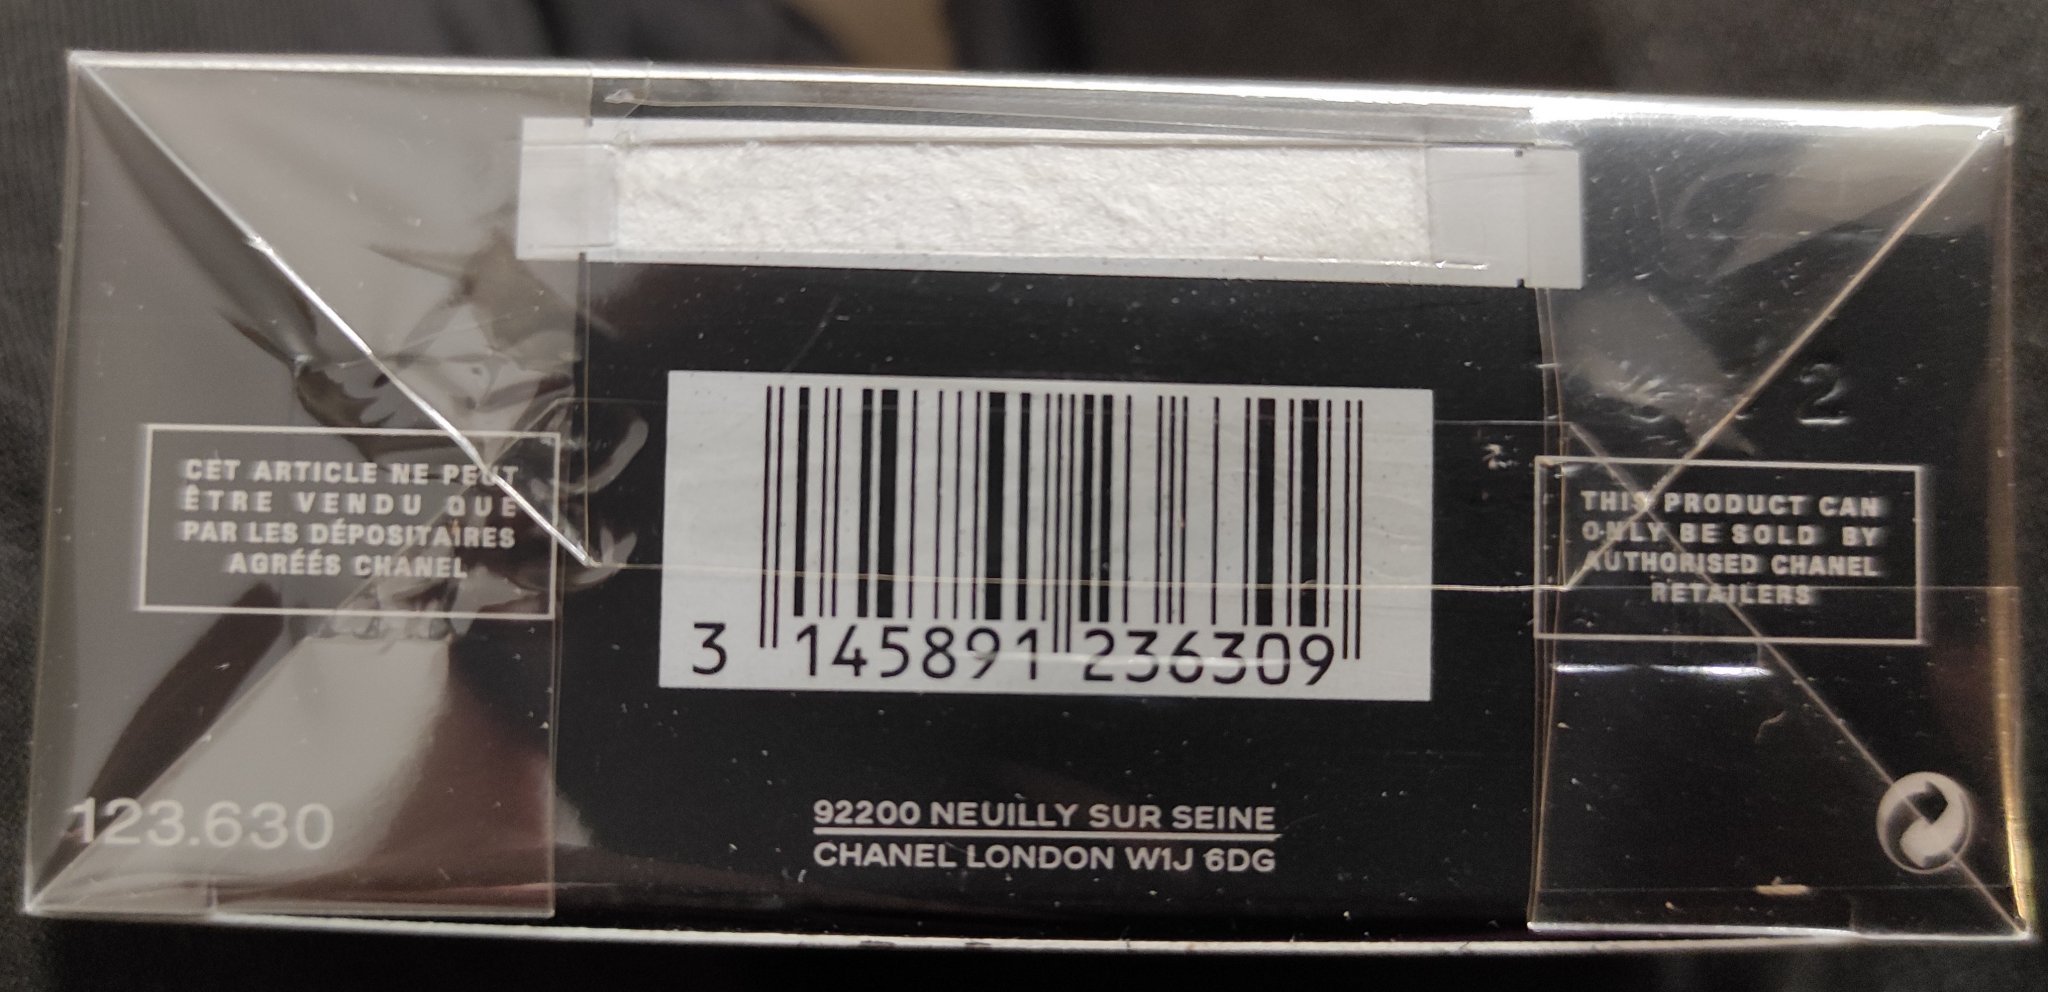 CET ARTICLE NE PEUT
ÊTRE VENDU QUE
PAR LES DÉPOSITAIRES
AGRÉÉS CHANEL
123.630
3 145891 236309
92200 NEUILLY SUR SEINE
CHANEL LONDON W1J 6DG
2
THIS PRODUCT CAN
ONLY BE SOLD BY
AUTHORISED CHANEL
RETAILERS